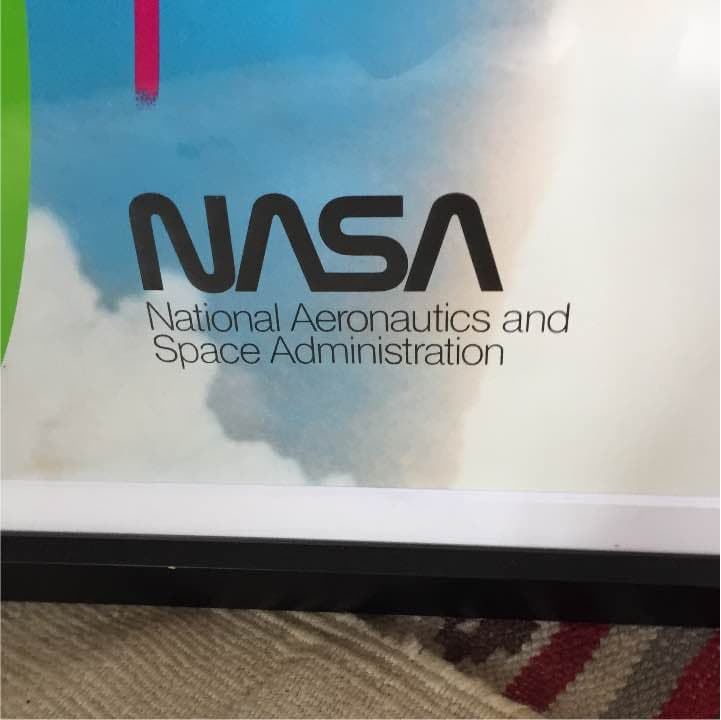 NASA
National Aeronautics and
Space Administration